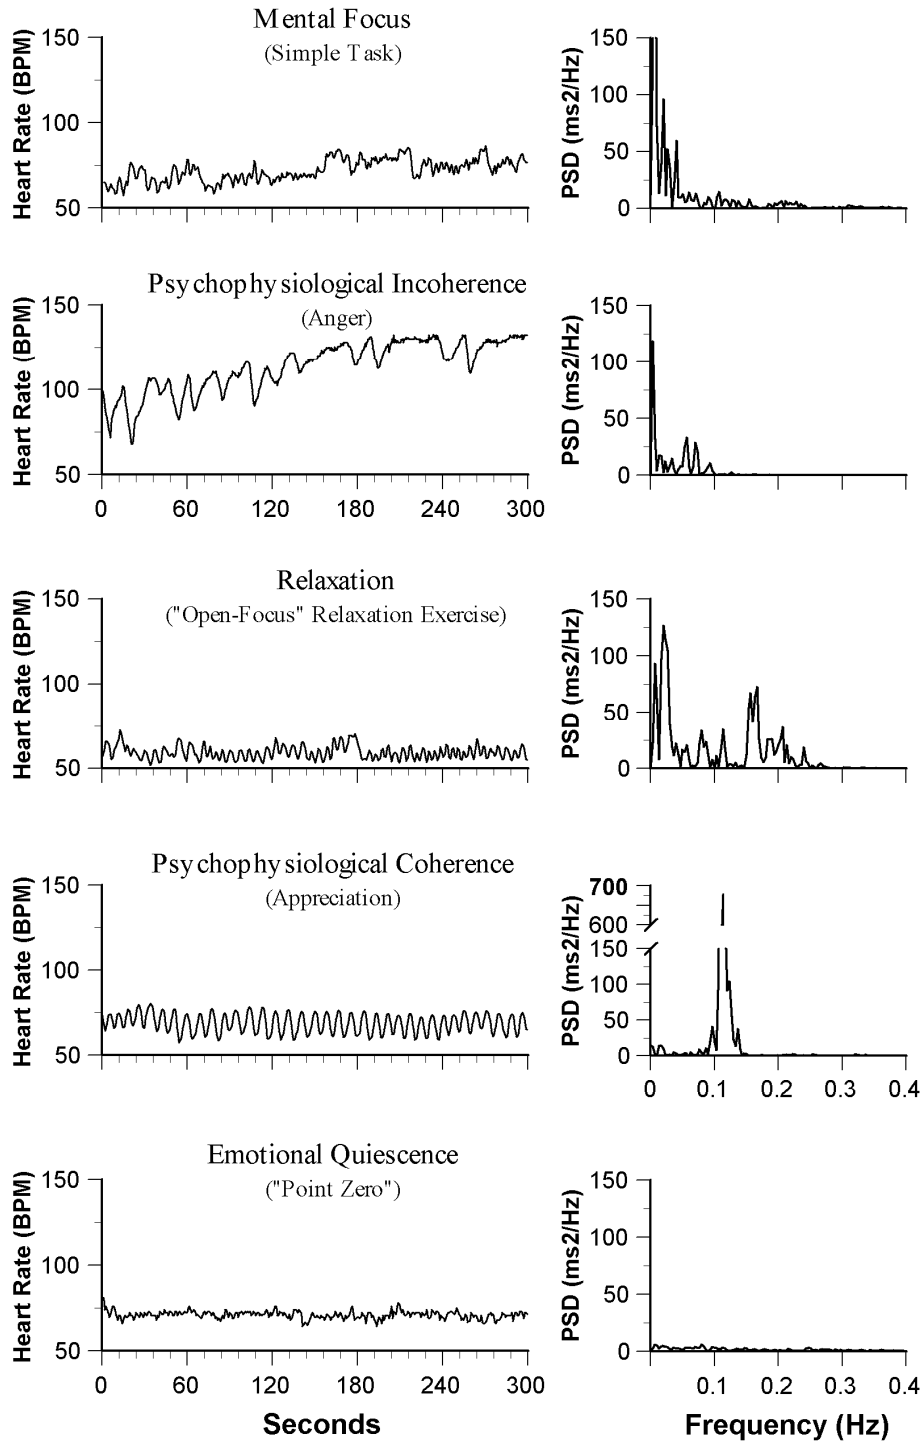 Mental Focus
(Simple Task)
Heart Rate (BPM)
150
100
50
PSD (ms2/Hz)
150
100
50
0
Psychophysiological Incoherence
(Anger)
Heart Rate (BPM)
150
100
50
0
60
120
180
240
300
PSD (ms2/Hz)
150
100
50
0
Relaxation
("Open-Focus" Relaxation Exercise)
Heart Rate (BPM)
150
100
50
PSD (ms2/Hz)
150
100
50
0
Psychophysiological Coherence
(Appreciation)
Heart Rate (BPM)
150
100
50
PSD (ms2/Hz)
700
600
150
100
50
0
0
0.1
0.2
0.3
0.4
Emotional Quiescence
("Point Zero")
Heart Rate (BPM)
150
100
50
0
60
120
180
240
300
Seconds
PSD (ms2/Hz)
150
100
50
0
0.1
0.2
0.3
0.4
Frequency (Hz)